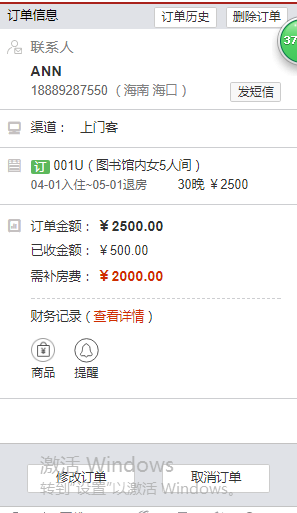 订单信息 订单历史 删除订单
37
联系人
ANN
18889287550 （海南 海口） 发短信
渠道： 上门客
订 001U（图书馆内女5人间）
04-01入住~05-01退房 30晚 ￥2500
订单金额：￥2500.00
已收金额：￥500.00
需补房费：￥2000.00
财务记录（查看详情）
商品 提醒
激活 Windows
修改订单 取消订单
转到"设置"以激活 Windows。